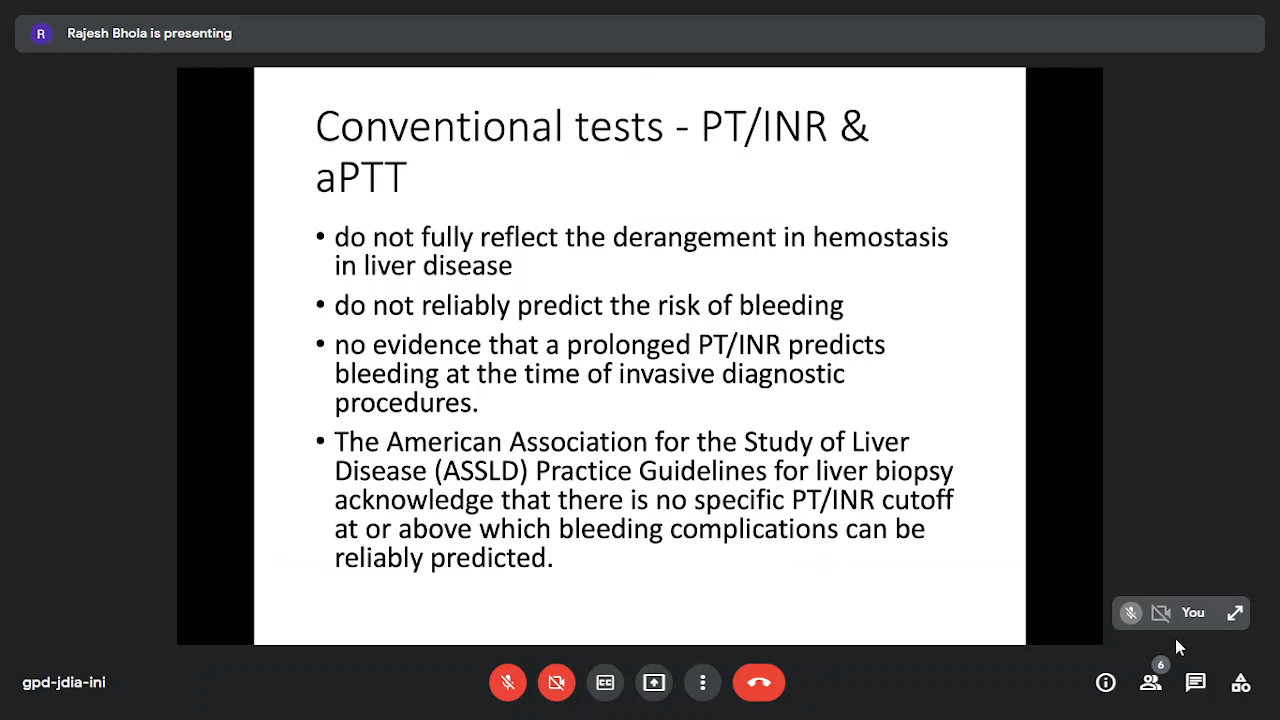 R
Rajesh Bhola is presenting
Conventional tests - PT/INR &
aPTT
• do not fully reflect the derangement in hemostasis
in liver disease
• do not reliably predict the risk of bleeding
• no evidence that a prolonged PT/INR predicts
bleeding at the time of invasive diagnostic
procedures.
• The American Association for the Study of Liver
Disease (ASSLD) Practice Guidelines for liver biopsy
acknowledge that there is no specific PT/INR cutoff
at or above which bleeding complications can be
reliably predicted.
You
gpd-jdia-ini
CC
6